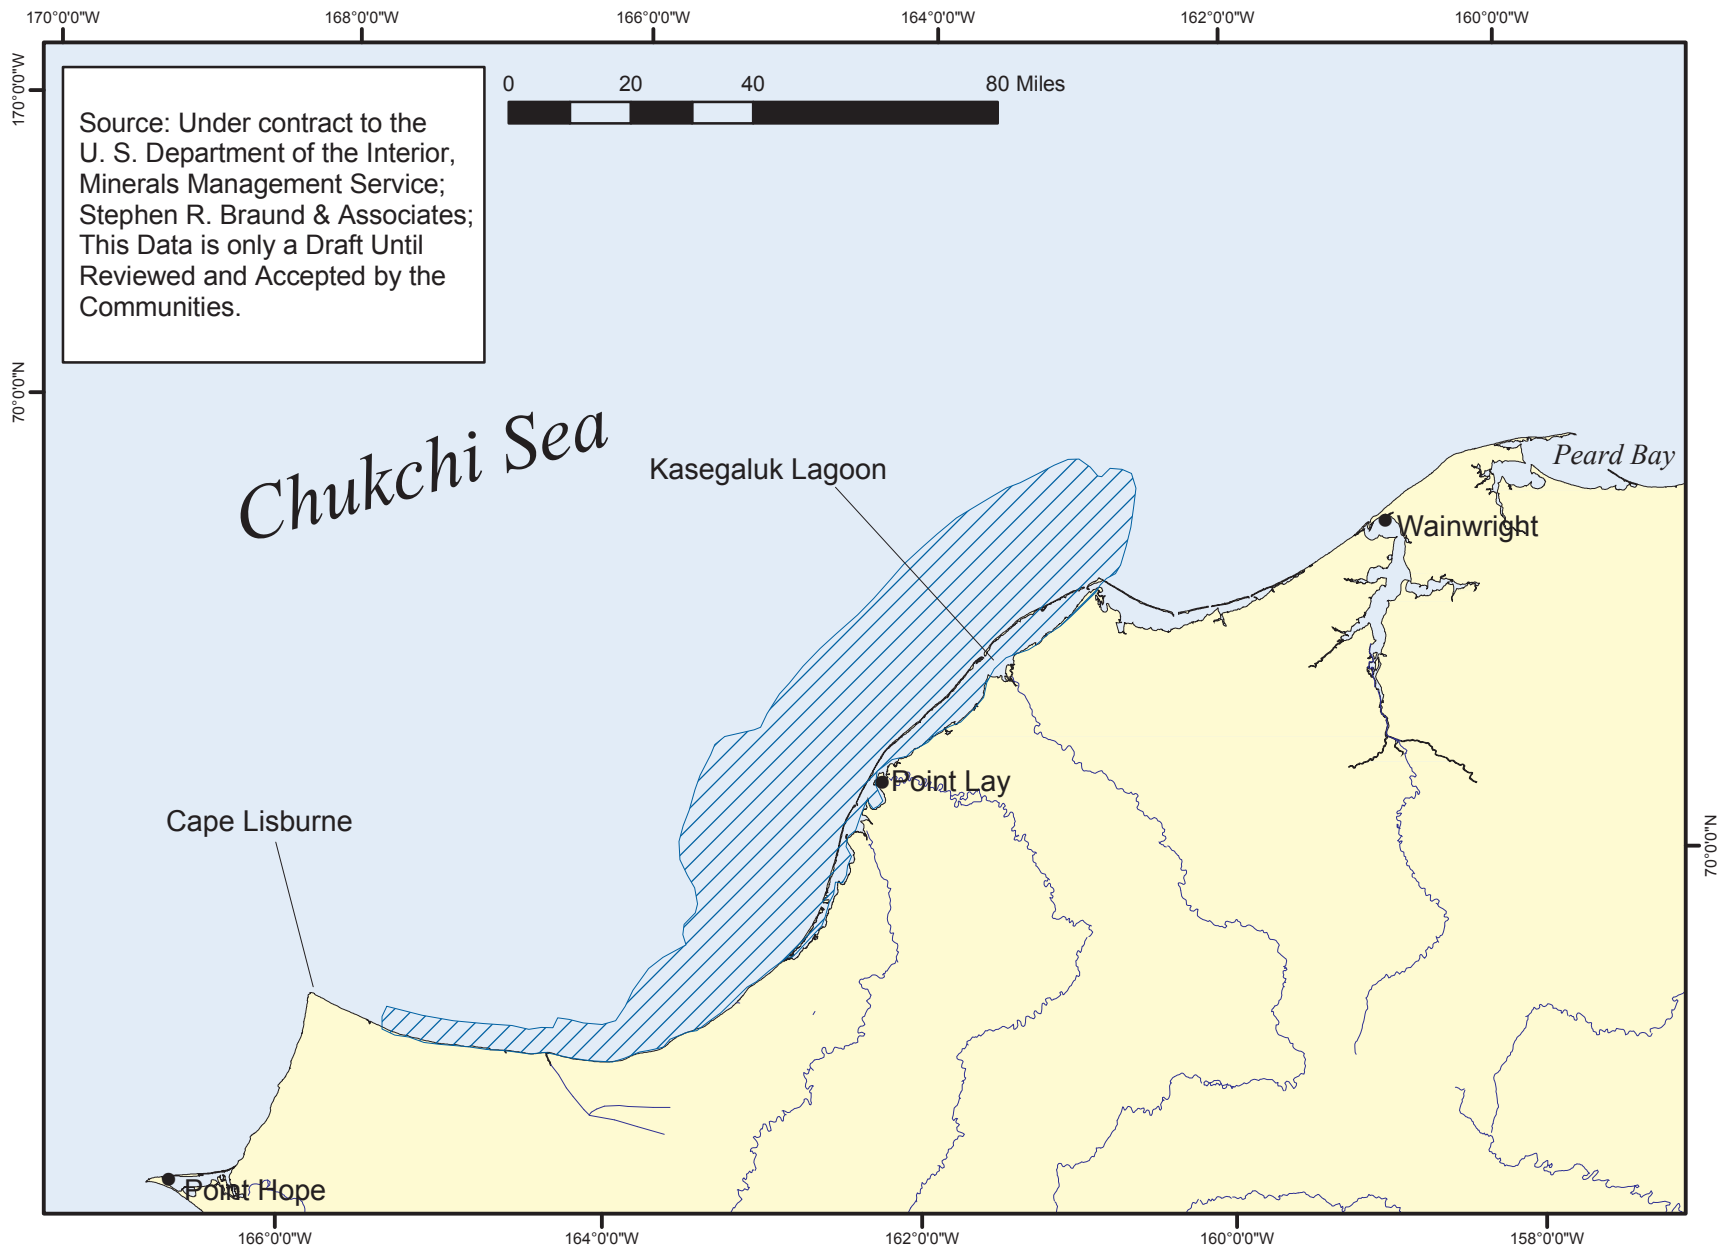 170°0'0"W 168°0'0"W 166°0'0"W 164°0'0"W 162°0'0"W 160°0'0"W
170°0'0"W
0 20 40 80 Miles
Source: Under contract to the
U. S. Department of the Interior,
Minerals Management Service;
Stephen R. Braund & Associates;
This Data is only a Draft Until
Reviewed and Accepted by the
Communities.
70°0'0"N
Chukchi Sea
Kasegaluk Lagoon
Peard Bay
Wainwright
Point Lay
Cape Lisburne
70°0'0"N
Point Hope
166°0'0"W 164°0'0"W 162°0'0"W 160°0'0"W 158°0'0"W